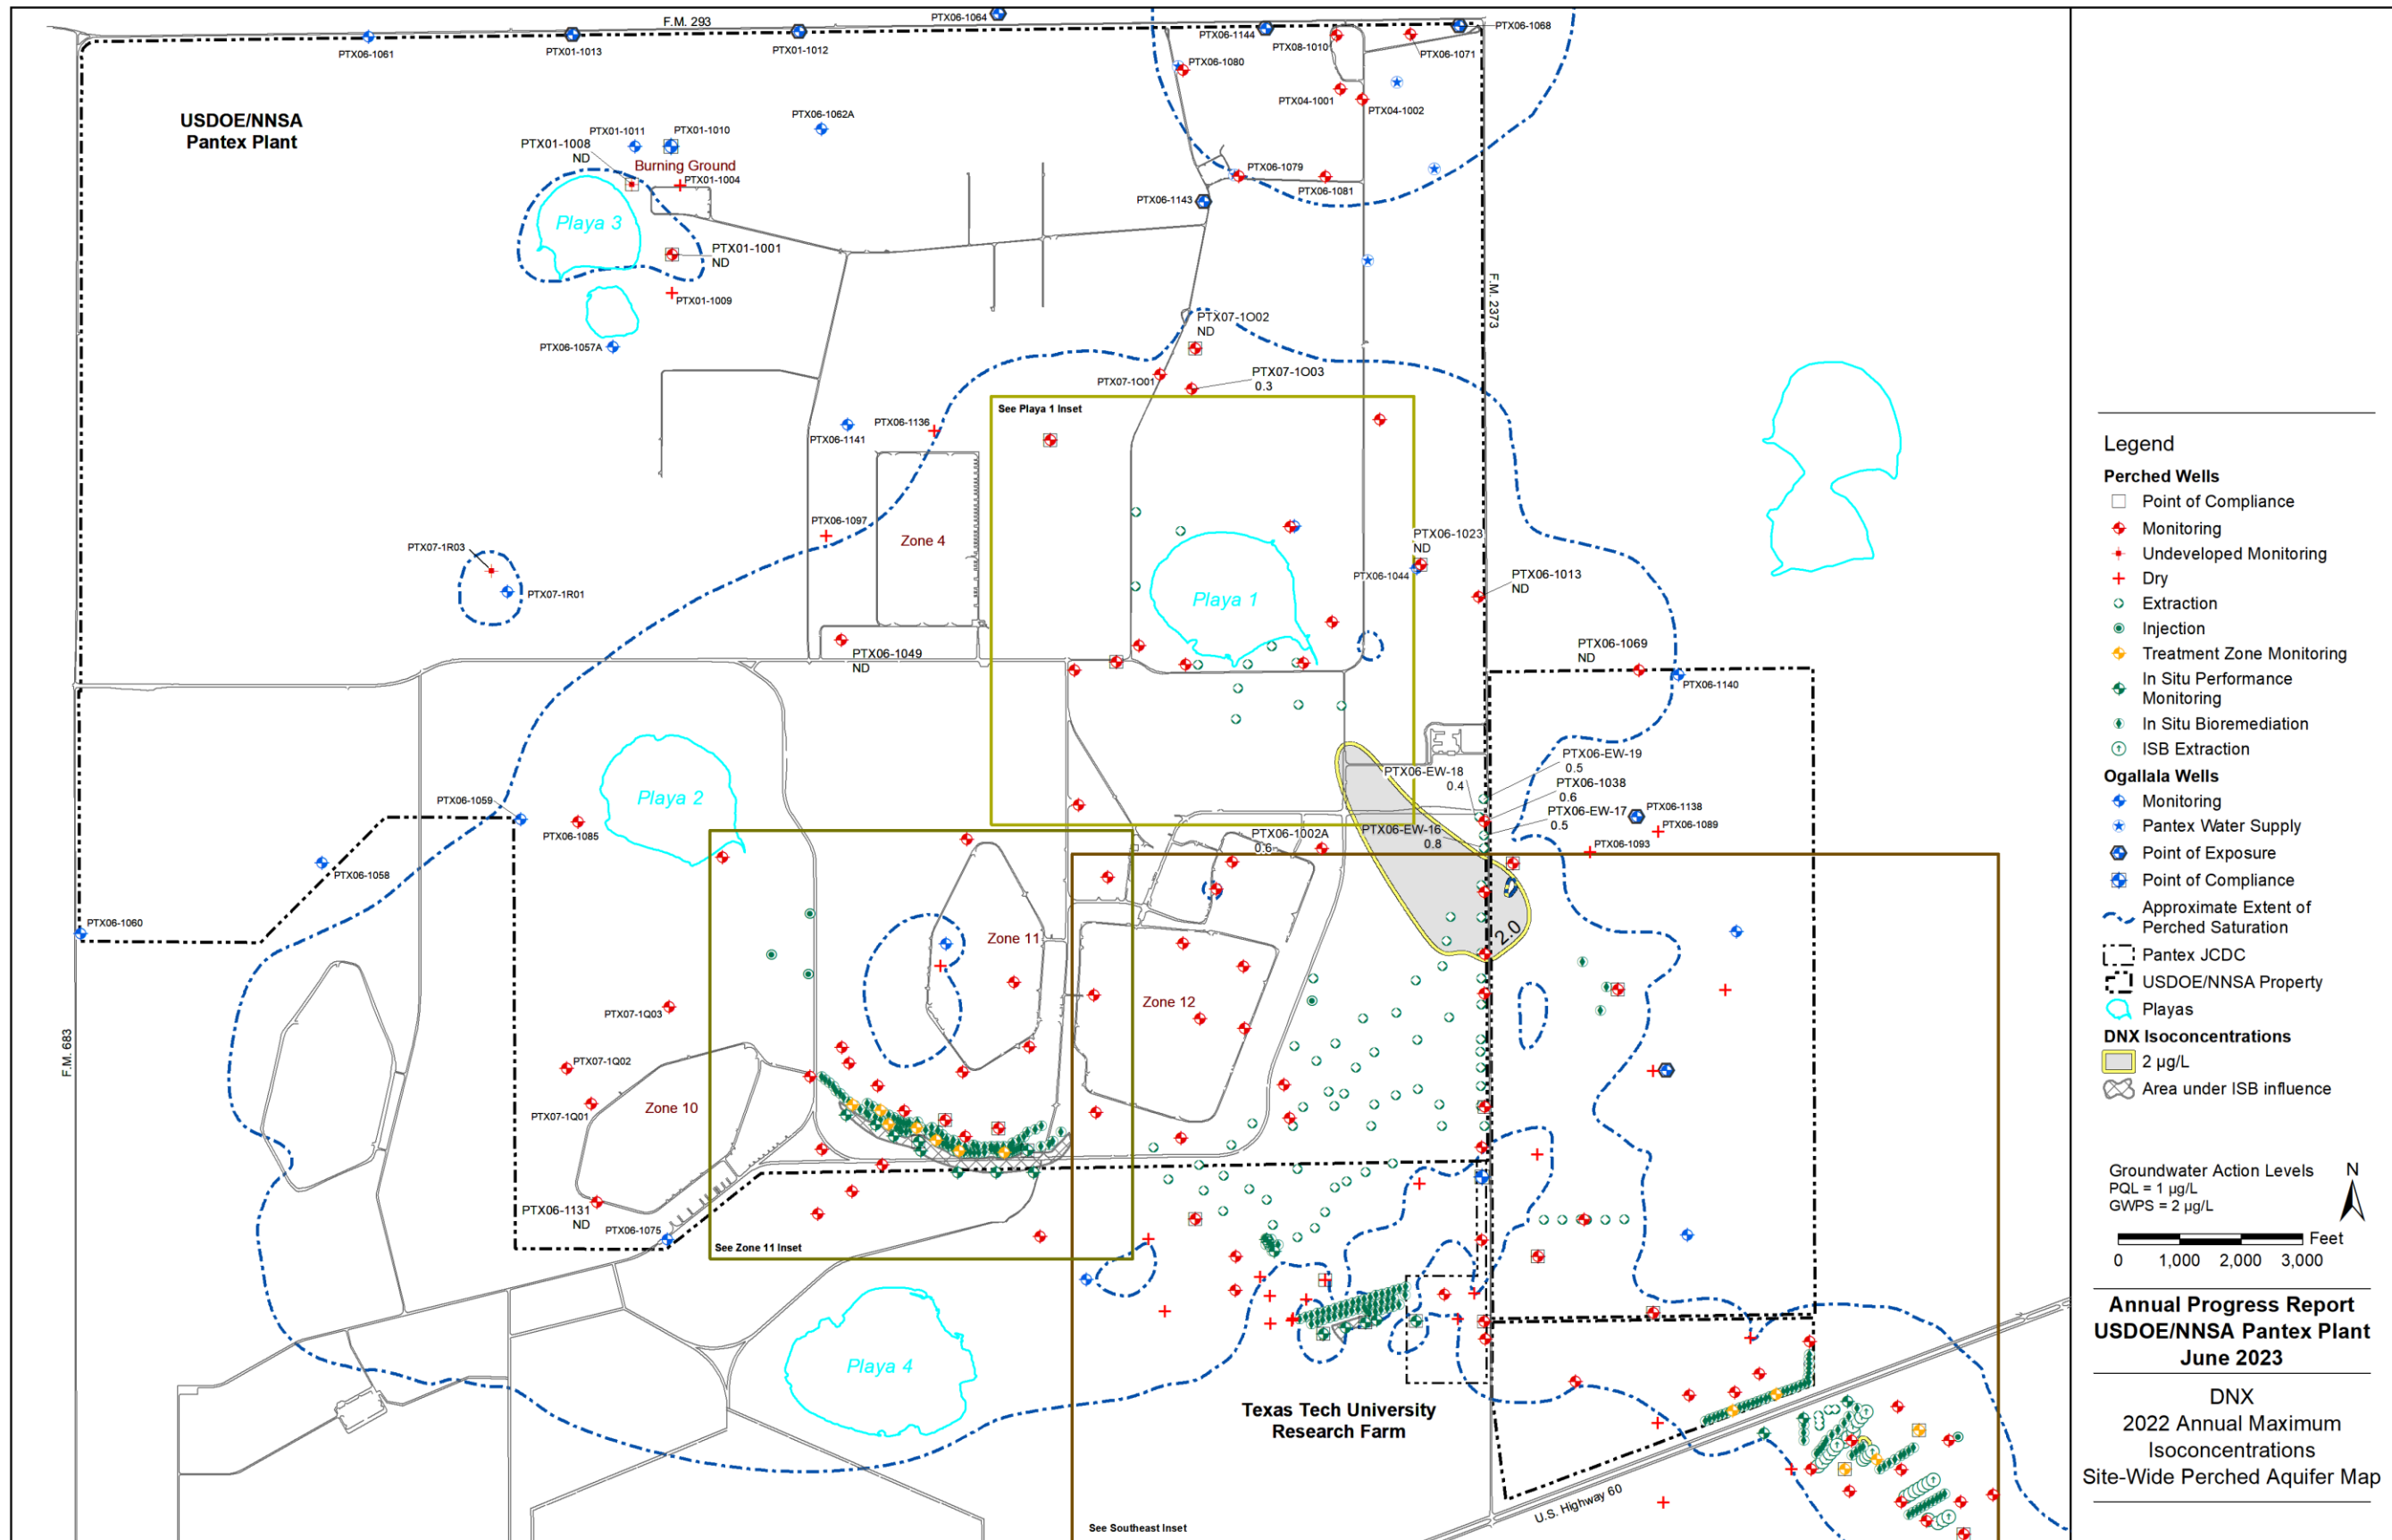 F.M. 293
PTX06-1064
PTX06-1061
PTX01-1013
PTX01-1012
PTX06-1144
PTX08-1010
PTX06-1068
PTX06-1071
PTX06-1080
PTX04-1001
PTX04-1002
USDOE/NNSA
Pantex Plant
PTX06-1062A
PTX01-1011
PTX01-1010
PTX01-1008
ND
Burning Ground
PTX01-1004
PTX06-1079
PTX06-1081
PTX06-1143
Playa 3
PTX01-1001
ND
PTX01-1009
F.M. 2373
PTX07-1O02
ND
PTX06-1057A
PTX07-1O01
PTX07-1O03
0.3
See Playa 1 Inset
PTX06-1136
PTX06-1141
PTX06-1097
Zone 4
PTX06-1023
ND
PTX07-1R03
PTX06-1044
PTX06-1013
ND
PTX07-1R01
Playa 1
PTX06-1049
ND
PTX06-1069
ND
PTX06-1140
PTX06-EW-19
0.5
PTX06-EW-18
0.4
PTX06-1038
0.6
PTX06-EW-17
0.5
PTX06-1138
PTX06-1089
PTX06-1093
PTX06-1059
Playa 2
PTX06-1085
PTX06-1002A
0.6
PTX06-EW-16
0.8
PTX06-1058
PTX06-1060
Zone 11
2.0
Zone 12
PTX07-1Q03
F.M. 683
PTX07-1Q02
PTX07-1Q01
Zone 10
PTX06-1131
ND
PTX06-1075
See Zone 11 Inset
Playa 4
Texas Tech University
Research Farm
U.S. Highway 60
See Southeast Inset
Legend
Perched Wells
Point of Compliance
Monitoring
Undeveloped Monitoring
Dry
Extraction
Injection
Treatment Zone Monitoring
In Situ Performance
Monitoring
In Situ Bioremediation
ISB Extraction
Ogallala Wells
Monitoring
Pantex Water Supply
Point of Exposure
Point of Compliance
Approximate Extent of
Perched Saturation
Pantex JCDC
USDOE/NNSA Property
Playas
DNX Isoconcentrations
2 µg/L
Area under ISB influence
Groundwater Action Levels
PQL = 1 µg/L
GWPS = 2 µg/L
N
Feet
0 1,000 2,000 3,000
Annual Progress Report
USDOE/NNSA Pantex Plant
June 2023
DNX
2022 Annual Maximum
Isoconcentrations
Site-Wide Perched Aquifer Map